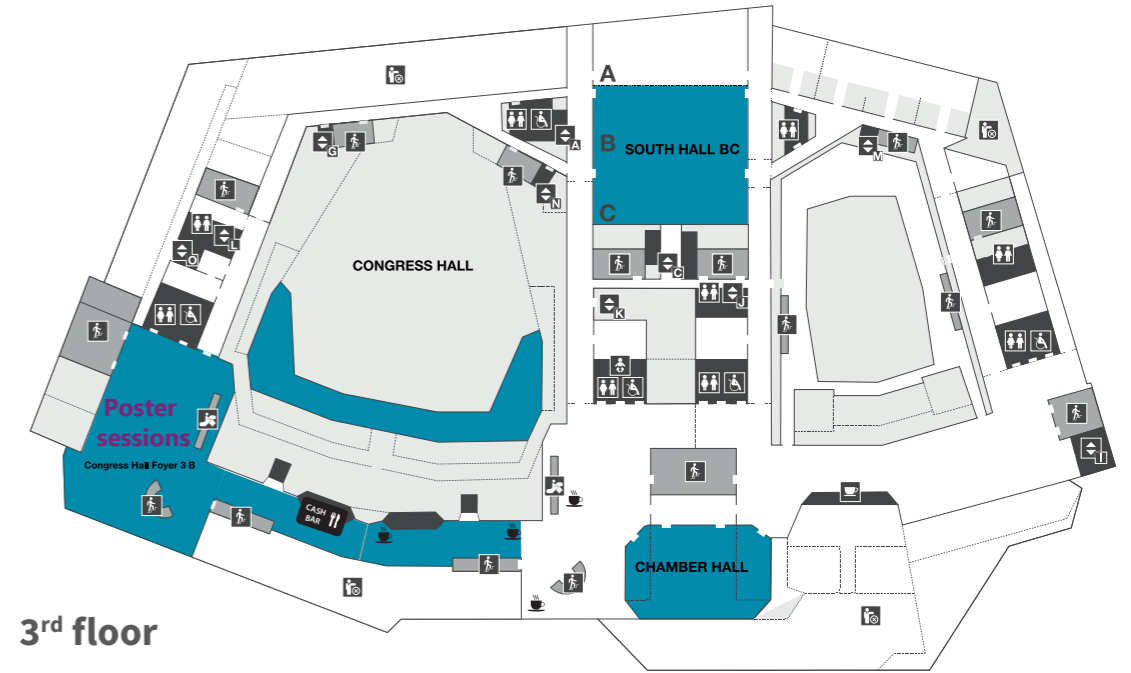 A
B
SOUTH HALL BC
C
A
G
N
M
L
O
CONGRESS HALL
C
J
K
Poster
sessions
Congress Hall Foyer 3 B
I
CASH
BAR
CHAMBER HALL
3rd floor